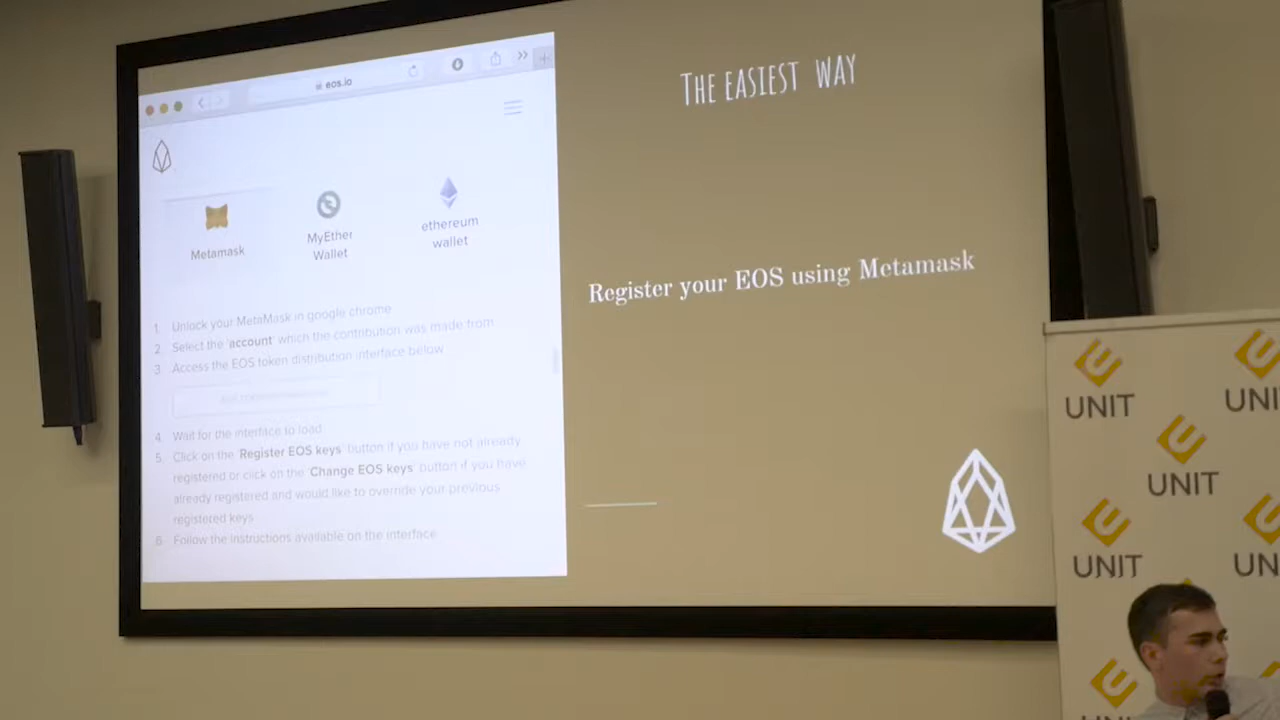 eos.io
Metamask
MyEther
Wallet
ethereum
wallet
1. Unlock your MetaMask in google chrome
2. Select the 'account' which the contribution was made from
3. Access the EOS token distribution interface below
4. Wait for the interface to load
5. Click on the 'Register EOS keys' button if you have not already
registered or click on the 'Change EOS keys' button if you have
already registered and would like to override your previous
registered keys
6. Follow the instructions available on the interface
THE EASIEST WAY
Register your EOS using Metamask
UNIT
UNI
UNIT
UNIT
UN